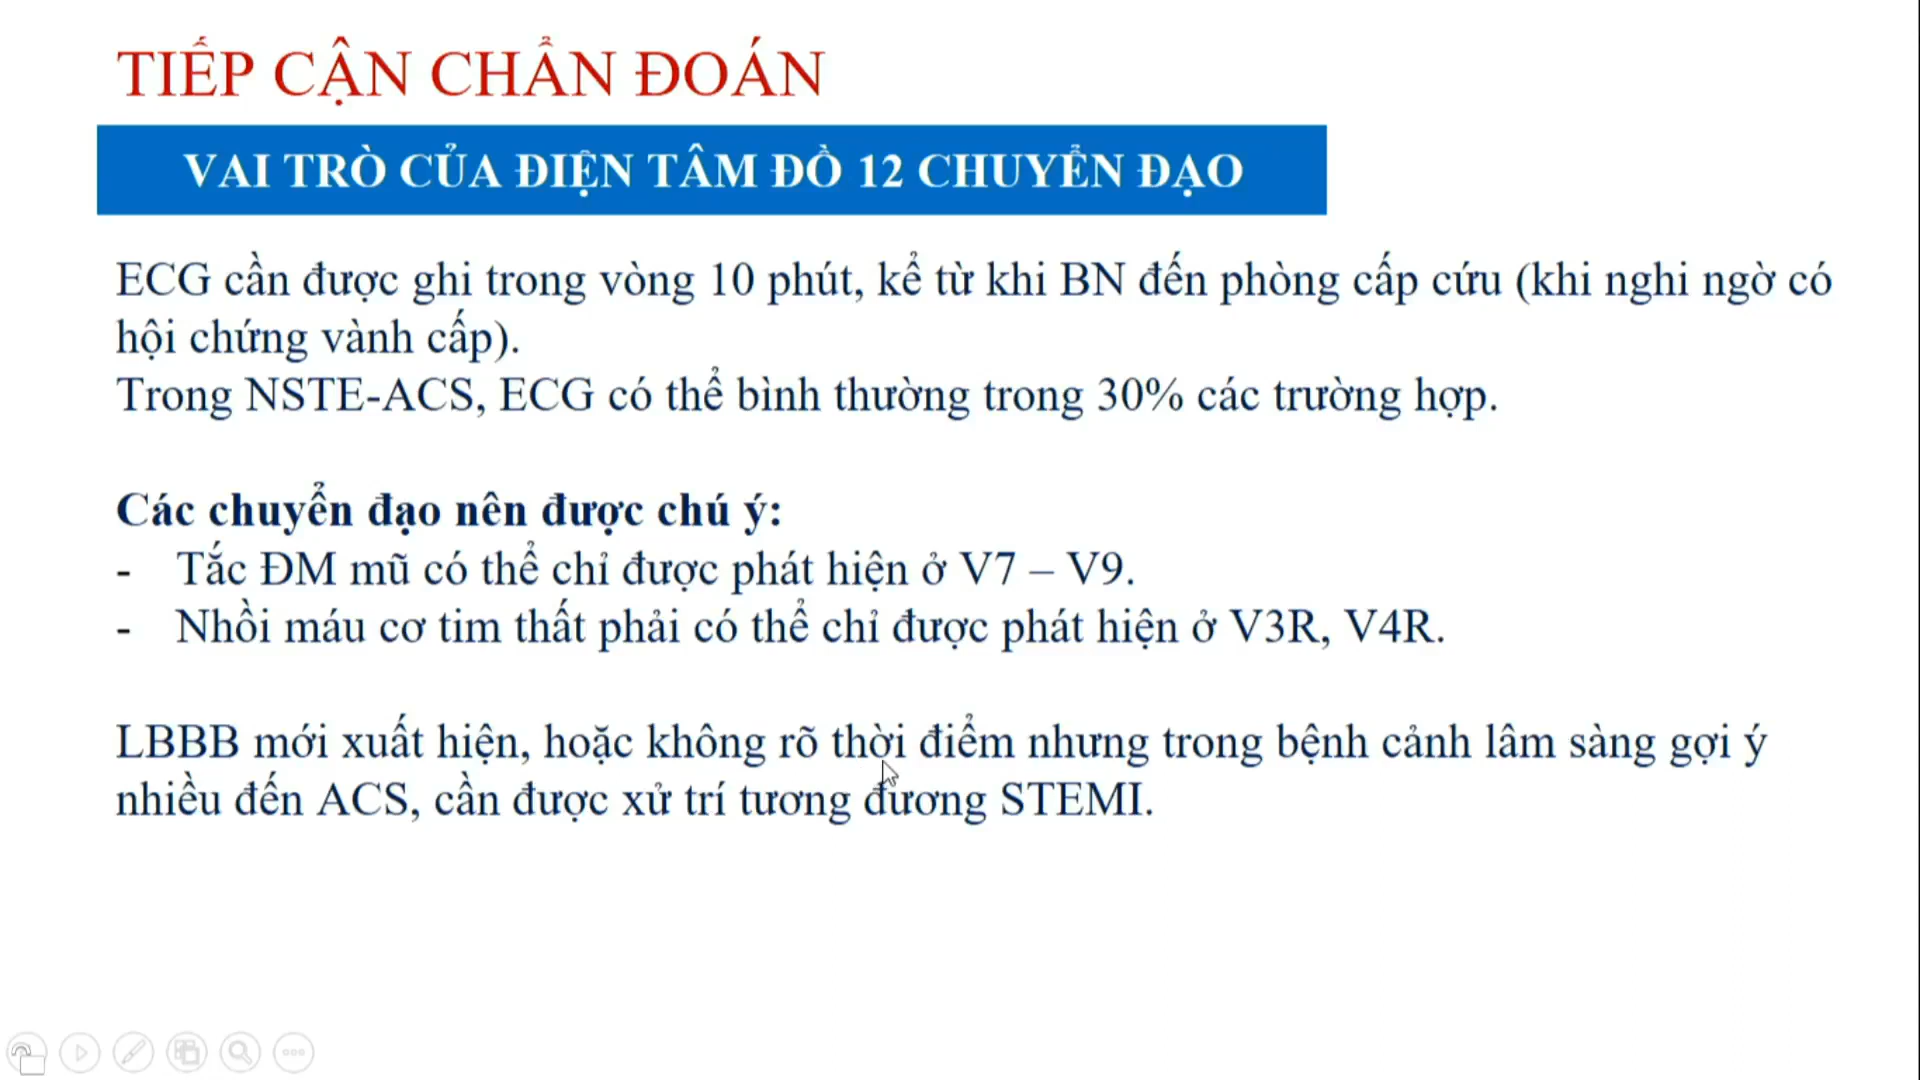 TIẾP CẬN CHẨN ĐOÁN
VAI TRÒ CỦA ĐIỆN TÂM ĐỒ 12 CHUYỂN ĐẠO
ECG cần được ghi trong vòng 10 phút, kể từ khi BN đến phòng cấp cứu (khi nghi ngờ có
hội chứng vành cấp).
Trong NSTE-ACS, ECG có thể bình thường trong 30% các trường hợp.
Các chuyển đạo nên được chú ý:
- Tắc ĐM mũ có thể chỉ được phát hiện ở V7 – V9.
- Nhồi máu cơ tim thất phải có thể chỉ được phát hiện ở V3R, V4R.
LBBB mới xuất hiện, hoặc không rõ thời điểm nhưng trong bệnh cảnh lâm sàng gợi ý
nhiều đến ACS, cần được xử trí tương đương STEMI.